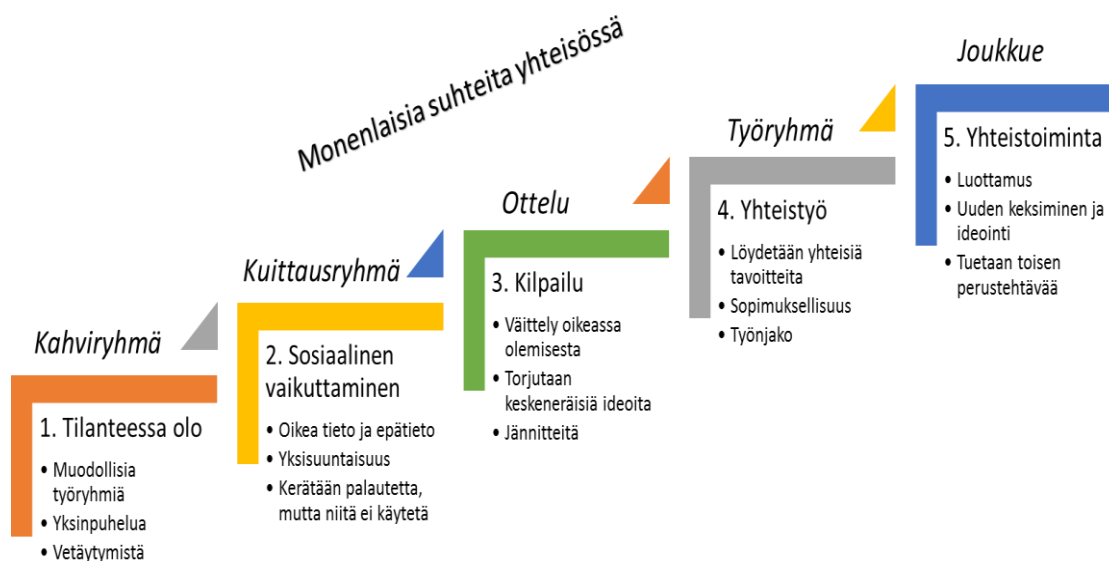 Monenlaisia suhteita yhteisössä
Kahviryhmä
1. Tilanteessa olo
• Muodollisia
työryhmiä
• Yksinpuhelua
• Vetäytymistä
Kuittausryhmä
2. Sosiaalinen
vaikuttaminen
• Oikea tieto ja epätieto
• Yksisuuntaisuus
• Kerätään palautetta,
mutta niitä ei käytetä
Ottelu
3. Kilpailu
• Väittely oikeassa
olemisesta
• Torjutaan
keskeneräisiä ideoita
• Jännitteitä
Työryhmä
4. Yhteistyö
• Löydetään yhteisiä
tavoitteita
• Sopimuksellisuus
• Työnjako
Joukkue
5. Yhteistoiminta
• Luottamus
• Uuden keksiminen ja
ideointi
• Tuetaan toisen
perustehtävää